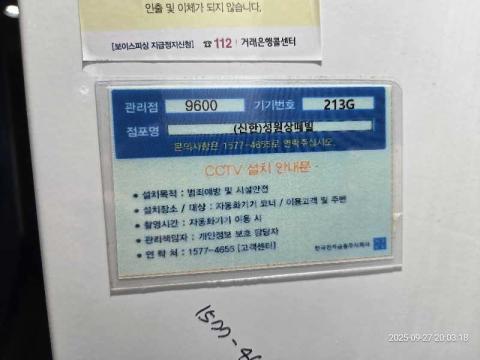 인출 및 이체가 되지 않습니다.
[보이스피싱 지급정지신청] ☎112 | 거래은행콜센터
관리점 9600 기기번호 213G
점포명 (신한)성원상떼빌
문의사항은 1577-4655로 연락주십시오.
CCTV 설치 안내문
• 설치목적 : 범죄예방 및 시설안전
• 설치장소 / 대상 : 자동화기기 코너 / 이용고객 및 주변
• 촬영시간 : 자동화기기 이용 시
• 관리책임자 : 개인정보 보호 담당자
• 연 락 처 : 1577-4655 [고객센터]
한국전자금융주식회사
2025-09-27 20:03:18